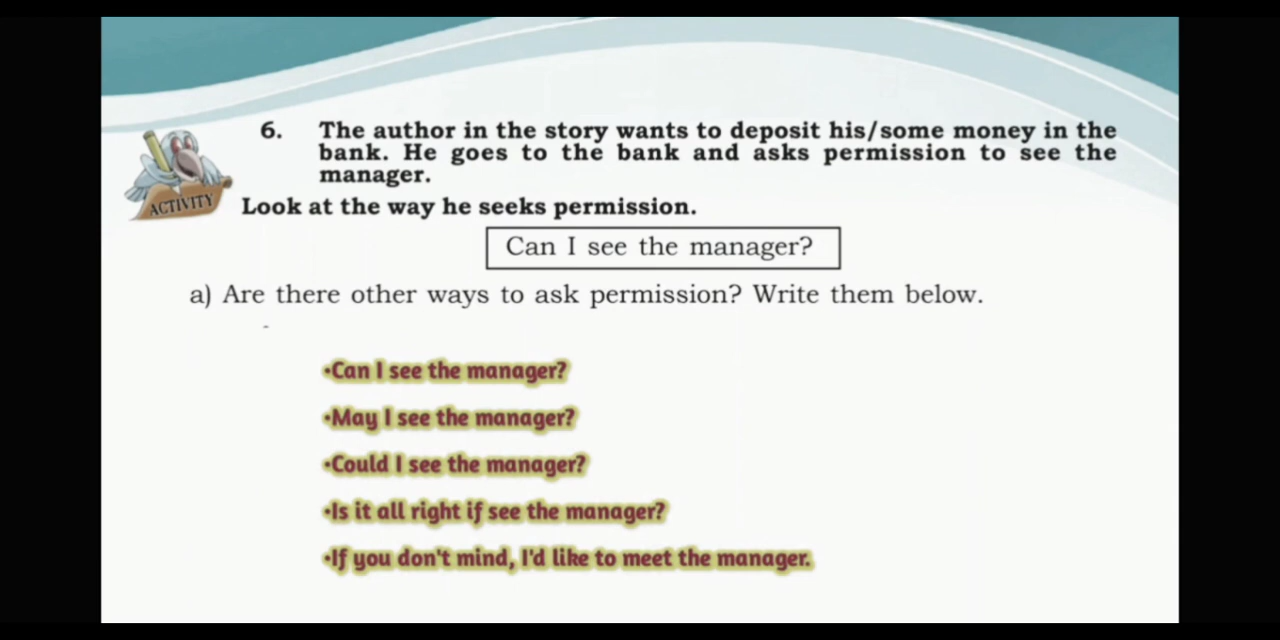 6. The author in the story wants to deposit his/some money in the
bank. He goes to the bank and asks permission to see the
manager.
ACTIVITY
Look at the way he seeks permission.
Can I see the manager?
a) Are there other ways to ask permission? Write them below.
•Can I see the manager?
•May I see the manager?
•Could I see the manager?
•Is it all right if see the manager?
•If you don't mind, I'd like to meet the manager.